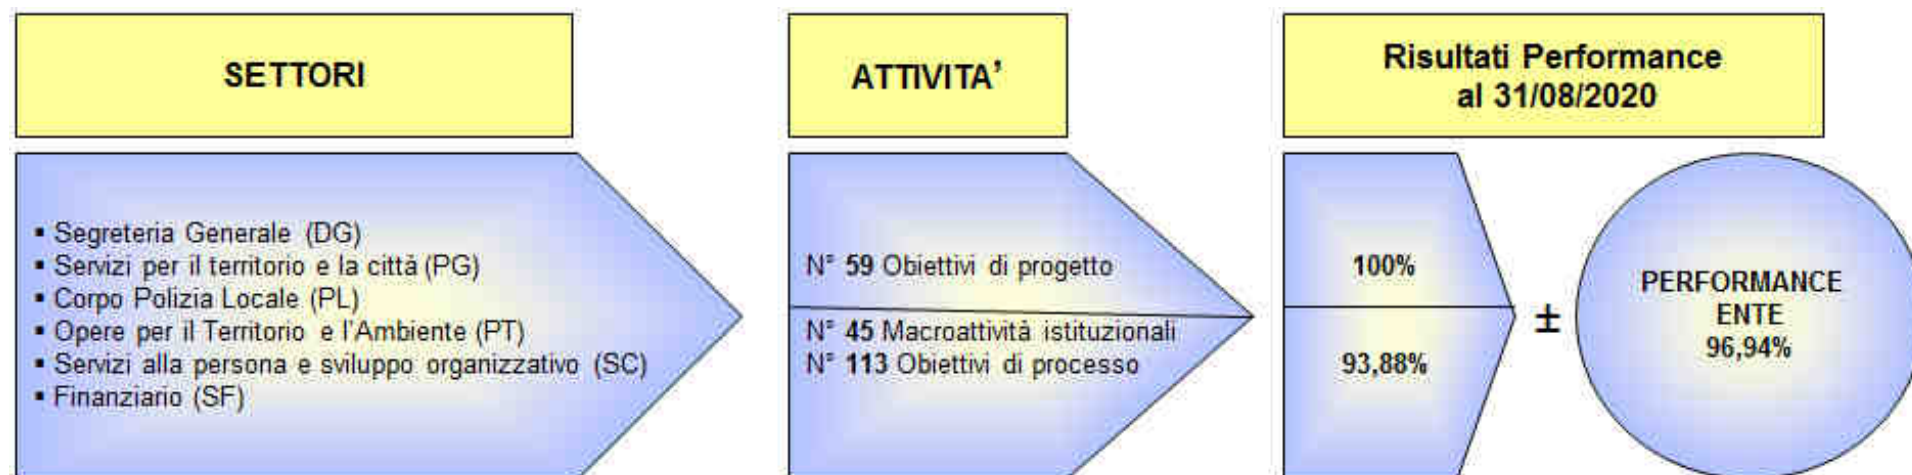 SETTORI
ATTIVITA’
Risultati Performance
al 31/08/2020
▪ Segreteria Generale (DG)
▪ Servizi per il territorio e la città (PG)
▪ Corpo Polizia Locale (PL)
▪ Opere per il Territorio e l'Ambiente (PT)
▪ Servizi alla persona e sviluppo organizzativo (SC)
▪ Finanziario (SF)
N° 59 Obiettivi di progetto
N° 45 Macroattività istituzionali
N° 113 Obiettivi di processo
100%
93,88%
±
PERFORMANCE
ENTE
96,94%